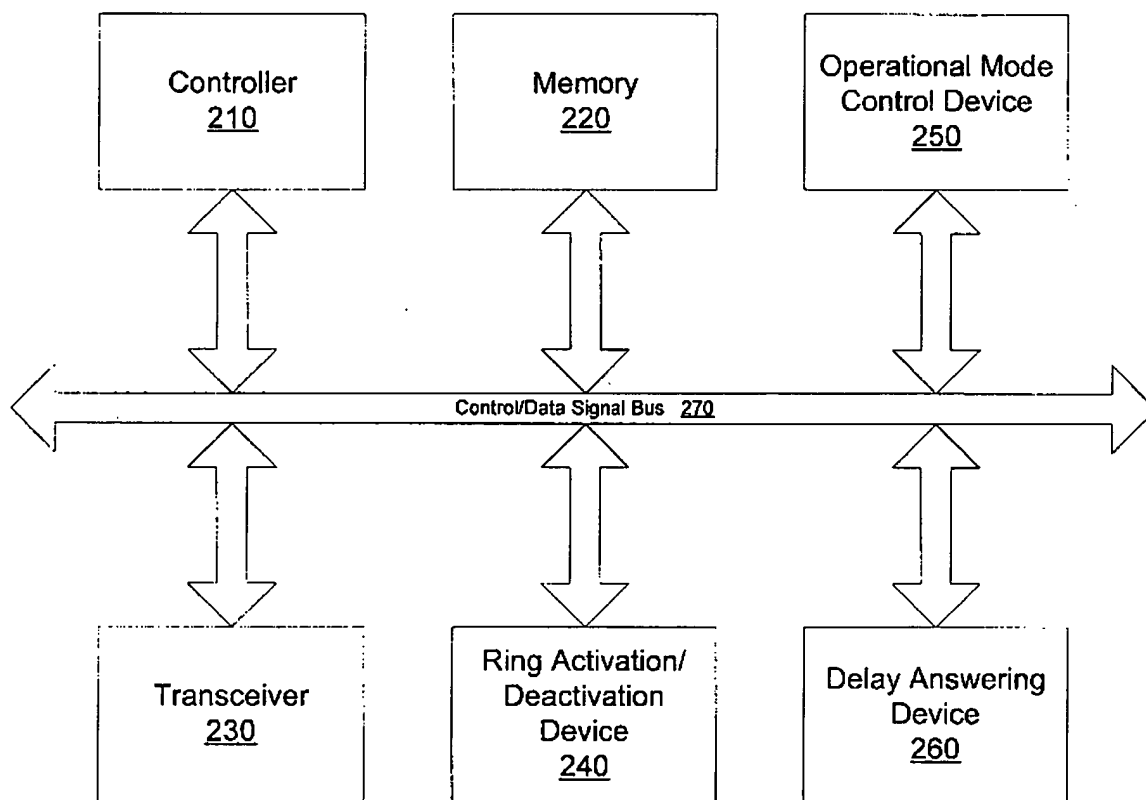 Controller
210
Memory
220
Operational Mode
Control Device
250
Control/Data Signal Bus 270
Transceiver
230
Ring Activation/
Deactivation
Device
240
Delay Answering
Device
260